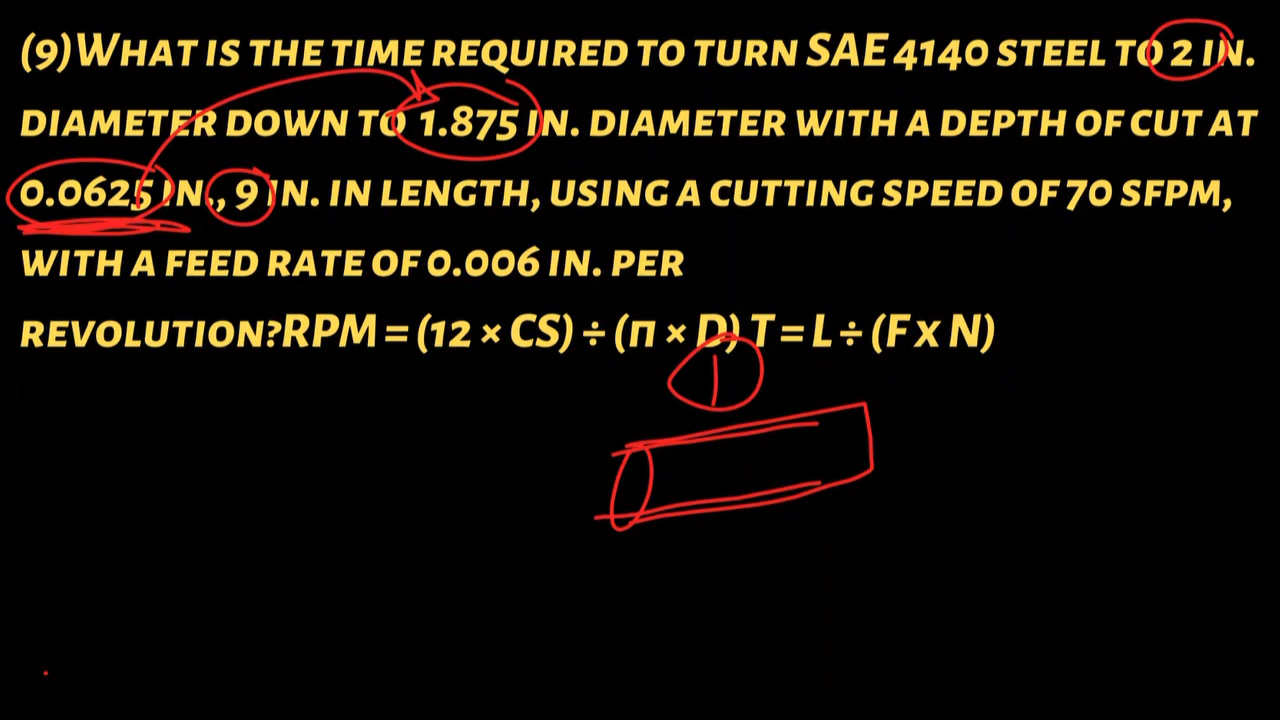 (9)WHAT IS THE TIME REQUIRED TO TURN SAE 4140 STEEL TO 2 IN.
DIAMETER DOWN TO 1.875 IN. DIAMETER WITH A DEPTH OF CUT AT
0.0625 IN., 9 IN. IN LENGTH, USING A CUTTING SPEED OF 70 SFPM,
WITH A FEED RATE OF 0.006 IN. PER
REVOLUTION?RPM = (12 × CS) ÷ (π × D) T = L ÷ (F X N)
1